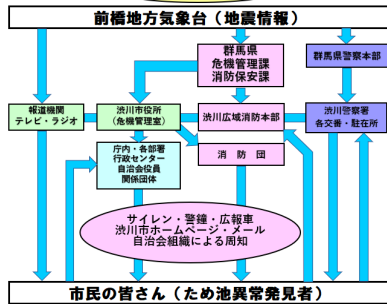 前橋地方気象台（地震情報）
群馬県
危機管理課
消防保安課
群馬県警察本部
報道機関
テレビ・ラジオ
渋川市役所
（危機管理室）
渋川広域消防本部
渋川警察署
各交番・駐在所
庁内・各部署
行政センター
自治会役員
関係団体
消防団
サイレン・警鐘・広報車
渋川市ホームページ・メール
自治会組織による周知
市民の皆さん（ため池異常発見者）